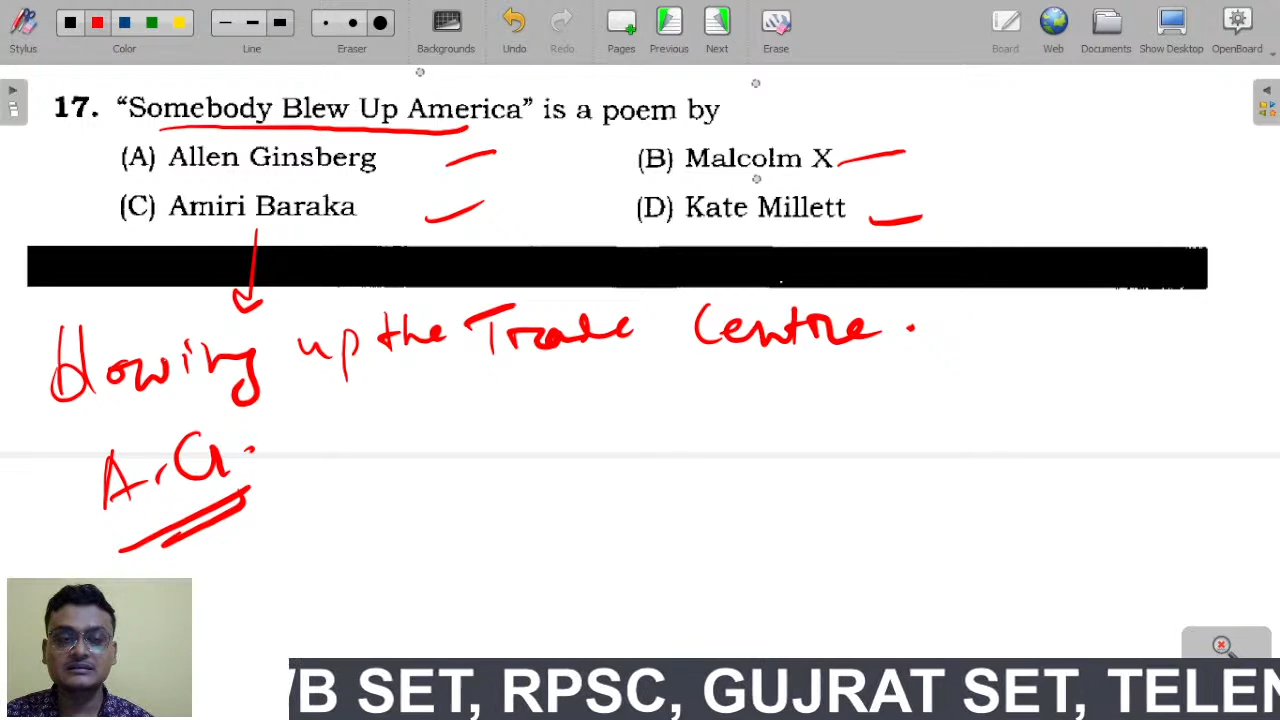 Stylus Color Line Eraser Backgrounds Undo Redo Pages Previous Next Erase Board Web Documents Show Desktop OpenBoard
17. “Somebody Blew Up America” is a poem by
(A) Allen Ginsberg (B) Malcolm X
(C) Amiri Baraka (D) Kate Millett
blowing up the Trade Centre.
VB SET, RPSC, GUJRAT SET, TELEN